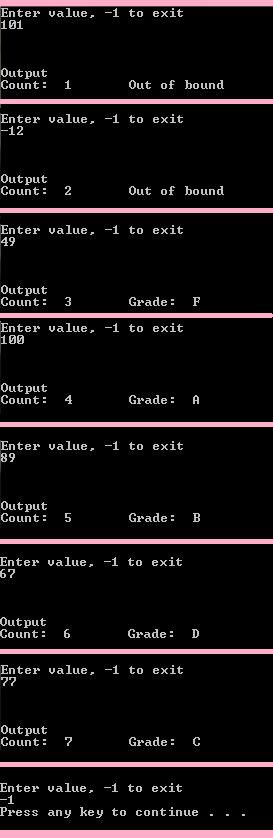 Enter value, -1 to exit
101
Output
Count:  1       Out of bound
Enter value, -1 to exit
-12
Output
Count:  2       Out of bound
Enter value, -1 to exit
49
Output
Count:  3       Grade:  F
Enter value, -1 to exit
100
Output
Count:  4       Grade:  A
Enter value, -1 to exit
89
Output
Count:  5       Grade:  B
Enter value, -1 to exit
67
Output
Count:  6       Grade:  D
Enter value, -1 to exit
77
Output
Count:  7       Grade:  C
Enter value, -1 to exit
-1
Press any key to continue . . .